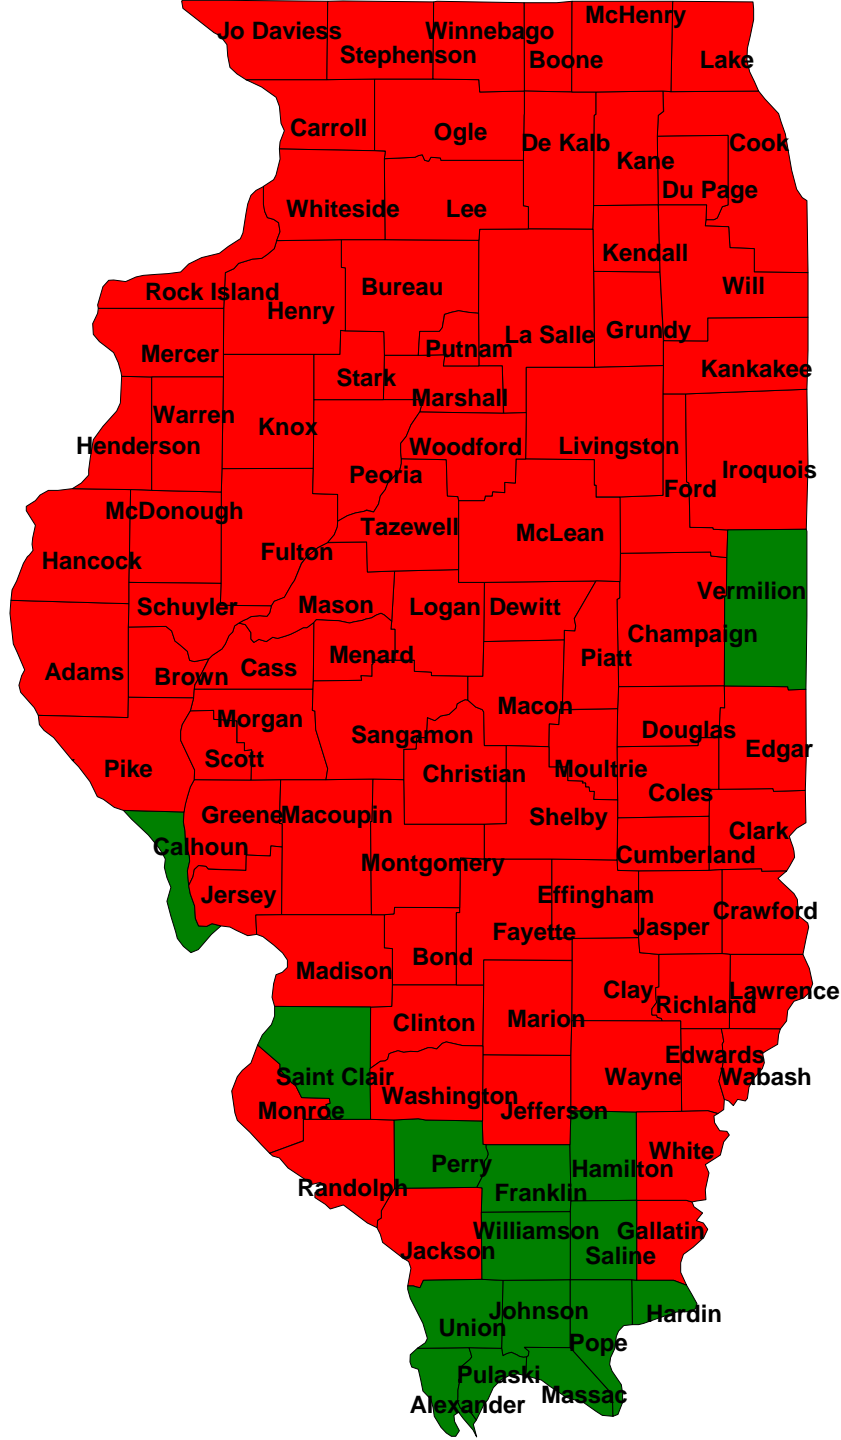 McHenry
Jo Daviess
Winnebago
Stephenson
Boone
Lake
Carroll
Ogle
De Kalb
Cook
Kane
Du Page
Whiteside
Lee
Kendall
Rock Island
Bureau
Will
Henry
La Salle
Grundy
Putnam
Mercer
Kankakee
Stark
Marshall
Warren
Knox
Henderson
Woodford
Livingston
Peoria
Iroquois
Ford
McDonough
Tazewell
McLean
Hancock
Fulton
Vermilion
Schuyler
Mason
Logan
Dewitt
Champaign
Menard
Piatt
Adams
Brown
Cass
Macon
Morgan
Sangamon
Douglas
Edgar
Scott
Pike
Christian
Moultrie
Coles
Greene
Macoupin
Shelby
Clark
Calhoun
Montgomery
Cumberland
Jersey
Effingham
Crawford
Fayette
Jasper
Bond
Madison
Clay
Lawrence
Richland
Clinton
Marion
Edwards
Saint Clair
Wayne
Wabash
Washington
Monroe
Jefferson
White
Perry
Hamilton
Randolph
Franklin
Williamson
Gallatin
Jackson
Saline
Johnson
Hardin
Union
Pope
Pulaski
Massac
Alexander